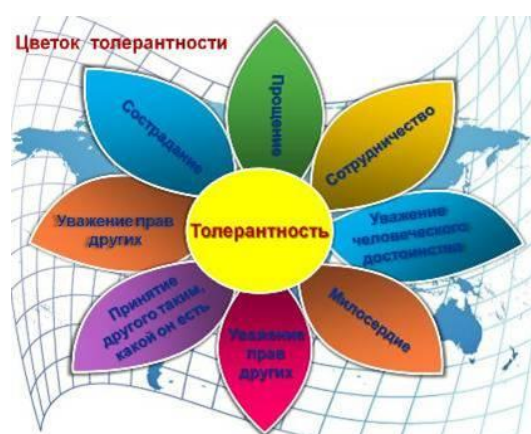 Цветок толерантности
Прощение
Сотрудничество
Уважение
человеческого
достоинства
Милосердие
Уважение
прав
других
Принятие
другого таким,
какой он есть
Уважение прав
других
Сострадание
Толерантность